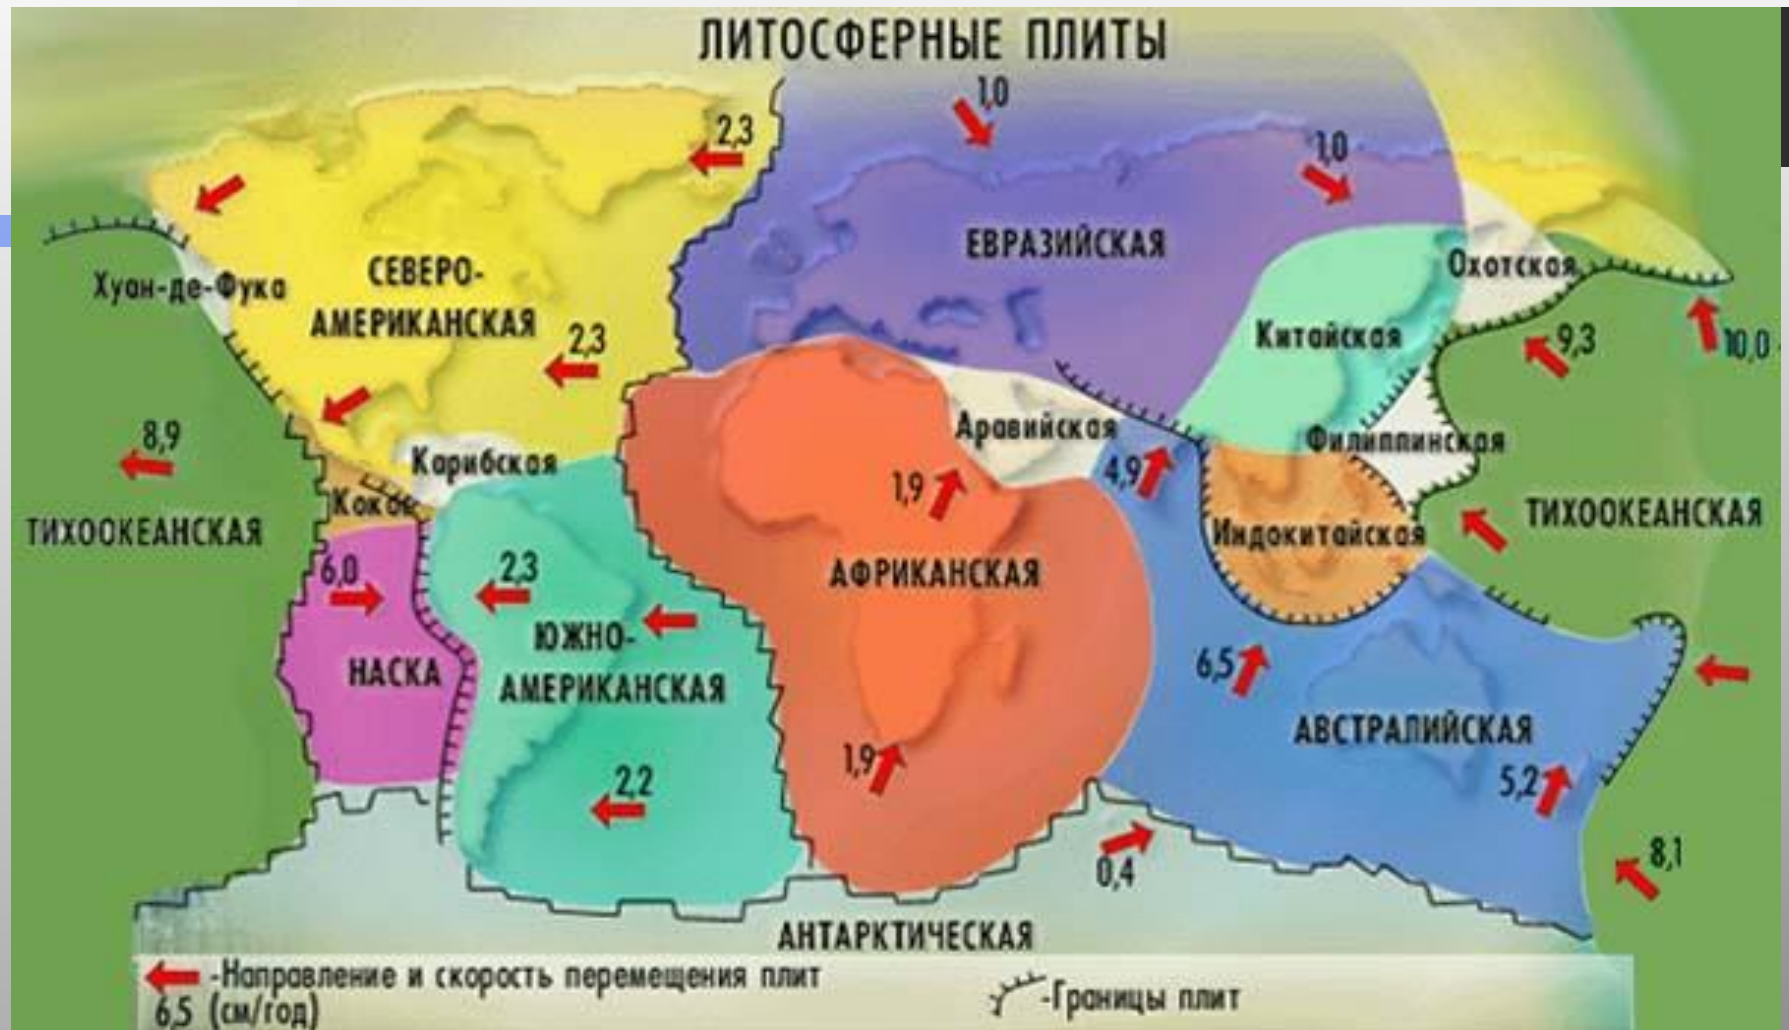 ЛИТОСФЕРНЫЕ ПЛИТЫ
1,0
2,3
1,0
ЕВРАЗИЙСКАЯ
Охотская
Хуан-де-Фука
СЕВЕРО-
АМЕРИКАНСКАЯ
2,3
Китайская
9,3
10,0
8,9
Карибская
Аравийская
Филиппинская
4,9
1,9
Кокос
ТИХООКЕАНСКАЯ
ТИХООКЕАНСКАЯ
Индокитайская
6,0
2,3
АФРИКАНСКАЯ
ЮЖНО-
АМЕРИКАНСКАЯ
НАСКА
6,5
АВСТРАЛИЙСКАЯ
1,9
2,2
5,2
0,4
8,1
АНТАРКТИЧЕСКАЯ
-Направление и скорость перемещения плит
6,5 (см/год)
-Границы плит